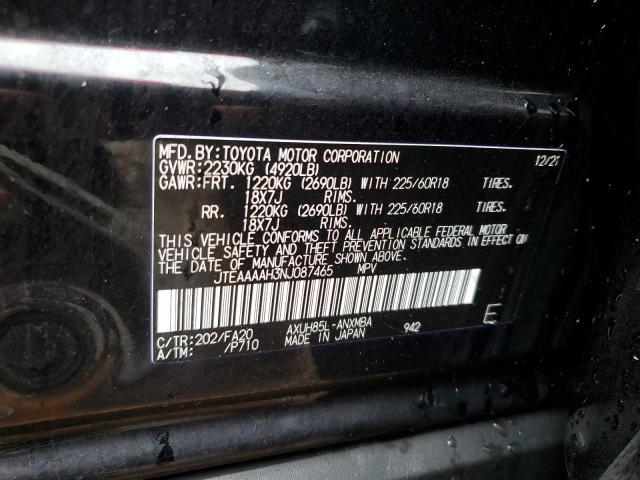 MFD. BY:TOYOTA MOTOR CORPORATION 12/21
GVWR:2230KG (4920LB)
GAWR:FRT. 1220KG (2690LB) WITH 225/60R18 TIRES.
18X7J RIMS.
RR. 1220KG (2690LB) WITH 225/60R18 TIRES.
18X7J RIMS.
THIS VEHICLE CONFORMS TO ALL APPLICABLE FEDERAL MOTOR
VEHICLE SAFETY AND THEFT PREVENTION STANDARDS IN EFFECT ON
THE DATE OF MANUFACTURE SHOWN ABOVE.
JTEAAAAH3NJ087465 MPV
C/TR:202/FA20 AXUH85L-ANXMBA 942 E
A/TM: /P710 MADE IN JAPAN